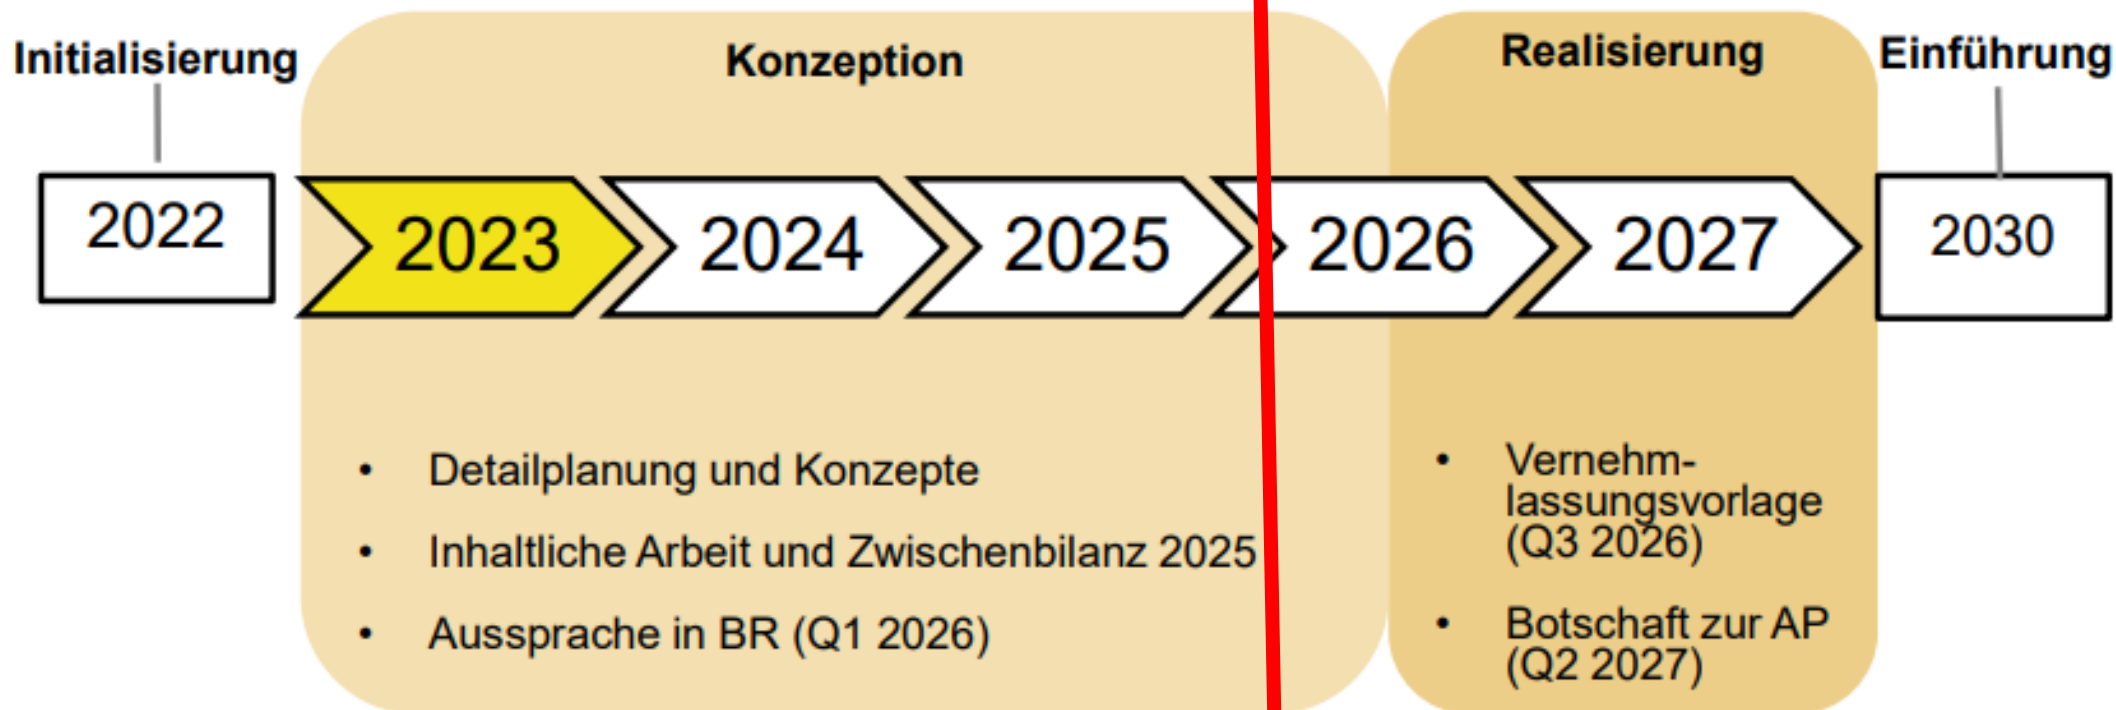 Initialisierung
Konzeption
Realisierung
Einführung
2022
2023
2024
2025
2026
2027
2030
• Detailplanung und Konzepte
• Inhaltliche Arbeit und Zwischenbilanz 2025
• Aussprache in BR (Q1 2026)
• Vernehm-
lassungsvorlage
(Q3 2026)
• Botschaft zur AP
(Q2 2027)